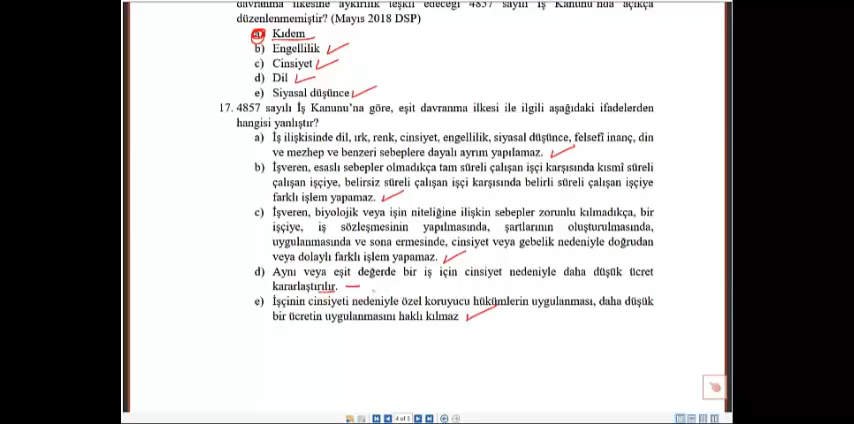 davranma ilkesine aykırılık teşkil edeceği 4857 sayılı İş Kanunu'nda açıkça
düzenlenmemiştir? (Mayıs 2018 DSP)
a) Kıdem
b) Engellilik
c) Cinsiyet
d) Dil
e) Siyasal düşünce
17. 4857 sayılı İş Kanunu'na göre, eşit davranma ilkesi ile ilgili aşağıdaki ifadelerden
hangisi yanlıştır?
a) İş ilişkisinde dil, ırk, renk, cinsiyet, engellilik, siyasal düşünce, felsefî inanç, din
ve mezhep ve benzeri sebeplere dayalı ayrım yapılamaz.
b) İşveren, esaslı sebepler olmadıkça tam süreli çalışan işçi karşısında kısmî süreli
çalışan işçiye, belirsiz süreli çalışan işçi karşısında belirli süreli çalışan işçiye
farklı işlem yapamaz.
c) İşveren, biyolojik veya işin niteliğine ilişkin sebepler zorunlu kılmadıkça, bir
işçiye, iş sözleşmesinin yapılmasında, şartlarının oluşturulmasında,
uygulanmasında ve sona ermesinde, cinsiyet veya gebelik nedeniyle doğrudan
veya dolaylı farklı işlem yapamaz.
d) Aynı veya eşit değerde bir iş için cinsiyet nedeniyle daha düşük ücret
kararlaştırılır.
e) İşçinin cinsiyeti nedeniyle özel koruyucu hükümlerin uygulanması, daha düşük
bir ücretin uygulanmasını haklı kılmaz